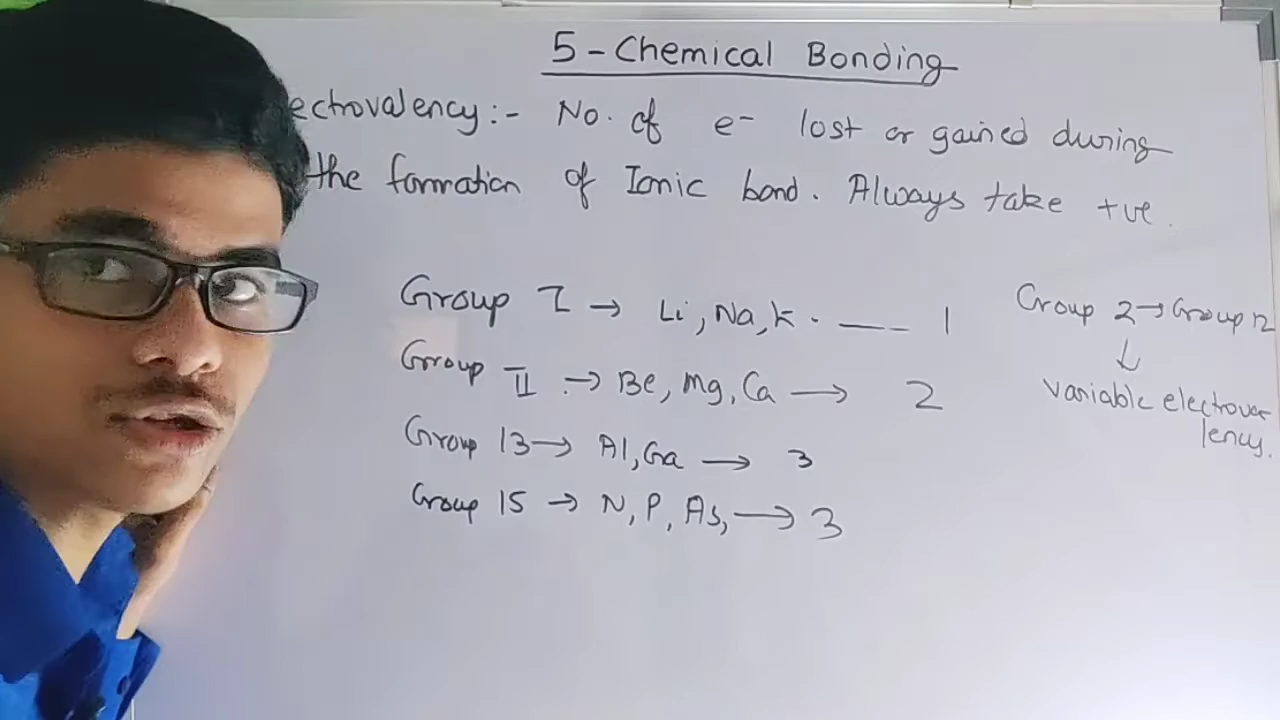 5 - Chemical Bonding
ectrovalency :- No. of e- lost or gained during
the formation of Ionic bond. Always take +ve.
Group I → Li, Na, K . --- 1
Group II → Be, Mg, Ca → 2
Group 13 → Al, Ga → 3
Group 15 → N, P, As, → 3
Group 2 → Group 12
↓
variable electrova
lency.